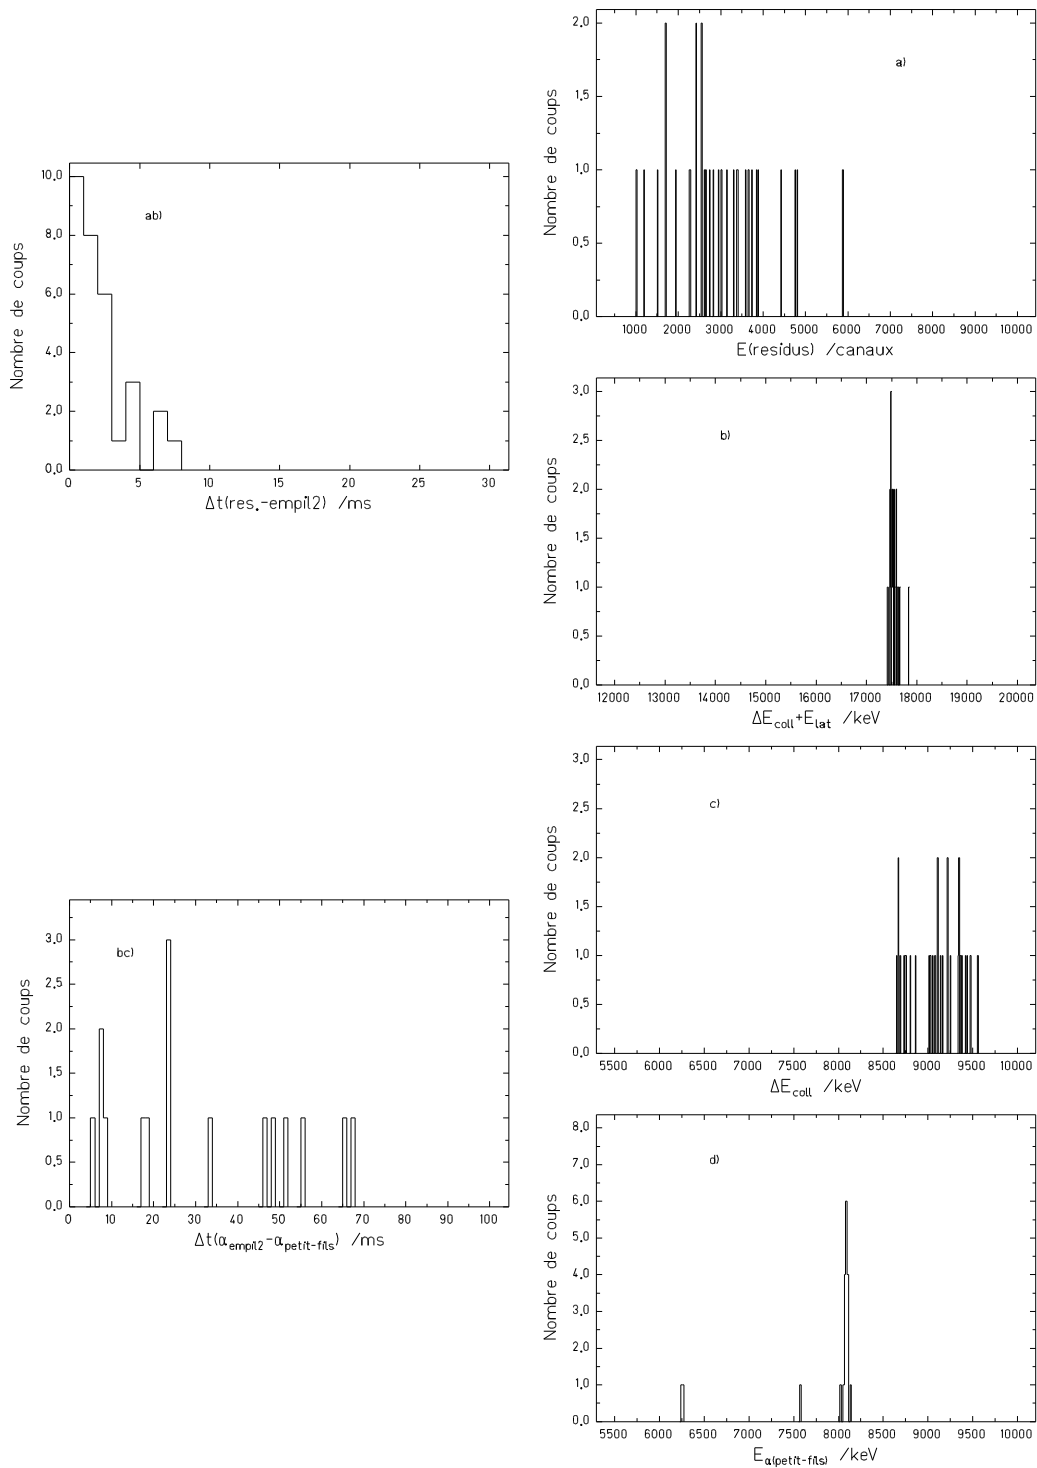 2.0
1.5
1.0
0.5
0.0
Nombre de coups
a)
1000 2000 3000 4000 5000 6000 7000 8000 9000 10000
E(residus) /canaux
10.0
8.0
6.0
4.0
2.0
0.0
Nombre de coups
ab)
0 5 10 15 20 25 30
Δt(res.-empil2) /ms
3.0
2.5
2.0
1.5
1.0
0.5
0.0
Nombre de coups
b)
12000 13000 14000 15000 16000 17000 18000 19000 20000
ΔEcoll+Elat /keV
3.0
2.5
2.0
1.5
1.0
0.5
0.0
Nombre de coups
c)
5500 6000 6500 7000 7500 8000 8500 9000 9500 10000
ΔEcoll /keV
3.0
2.5
2.0
1.5
1.0
0.5
0.0
Nombre de coups
bc)
0 10 20 30 40 50 60 70 80 90 100
Δt(αempil2-αpetit-fils) /ms
8.0
7.0
6.0
5.0
4.0
3.0
2.0
1.0
0.0
Nombre de coups
d)
5500 6000 6500 7000 7500 8000 8500 9000 9500 10000
Eα(petit-fils) /keV